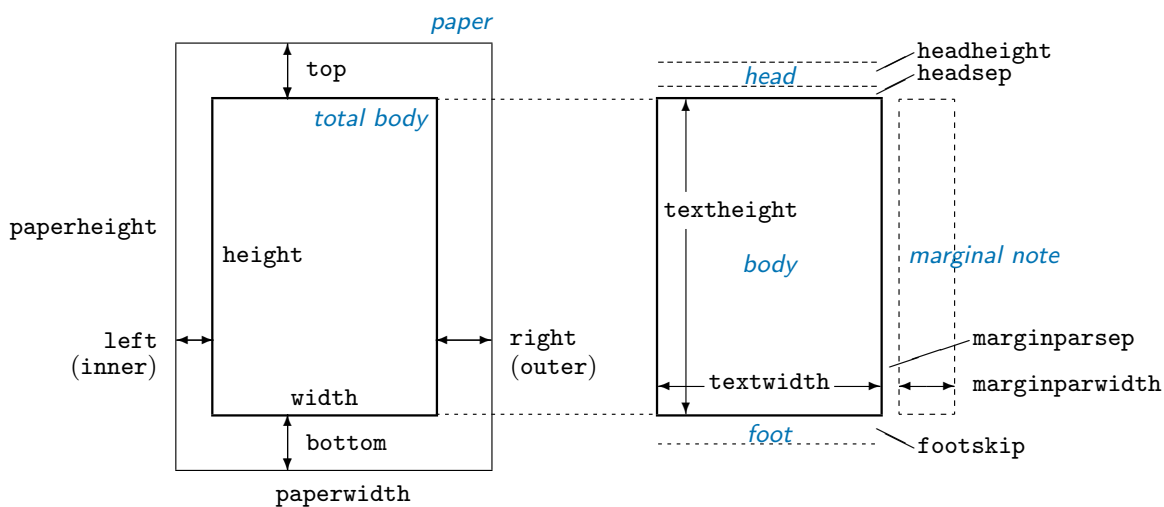 paper
top
total body
paperheight
height
left
(inner)
right
(outer)
width
bottom
paperwidth
headheight
head
headsep
textheight
body
marginal note
marginparsep
textwidth
marginparwidth
foot
footskip